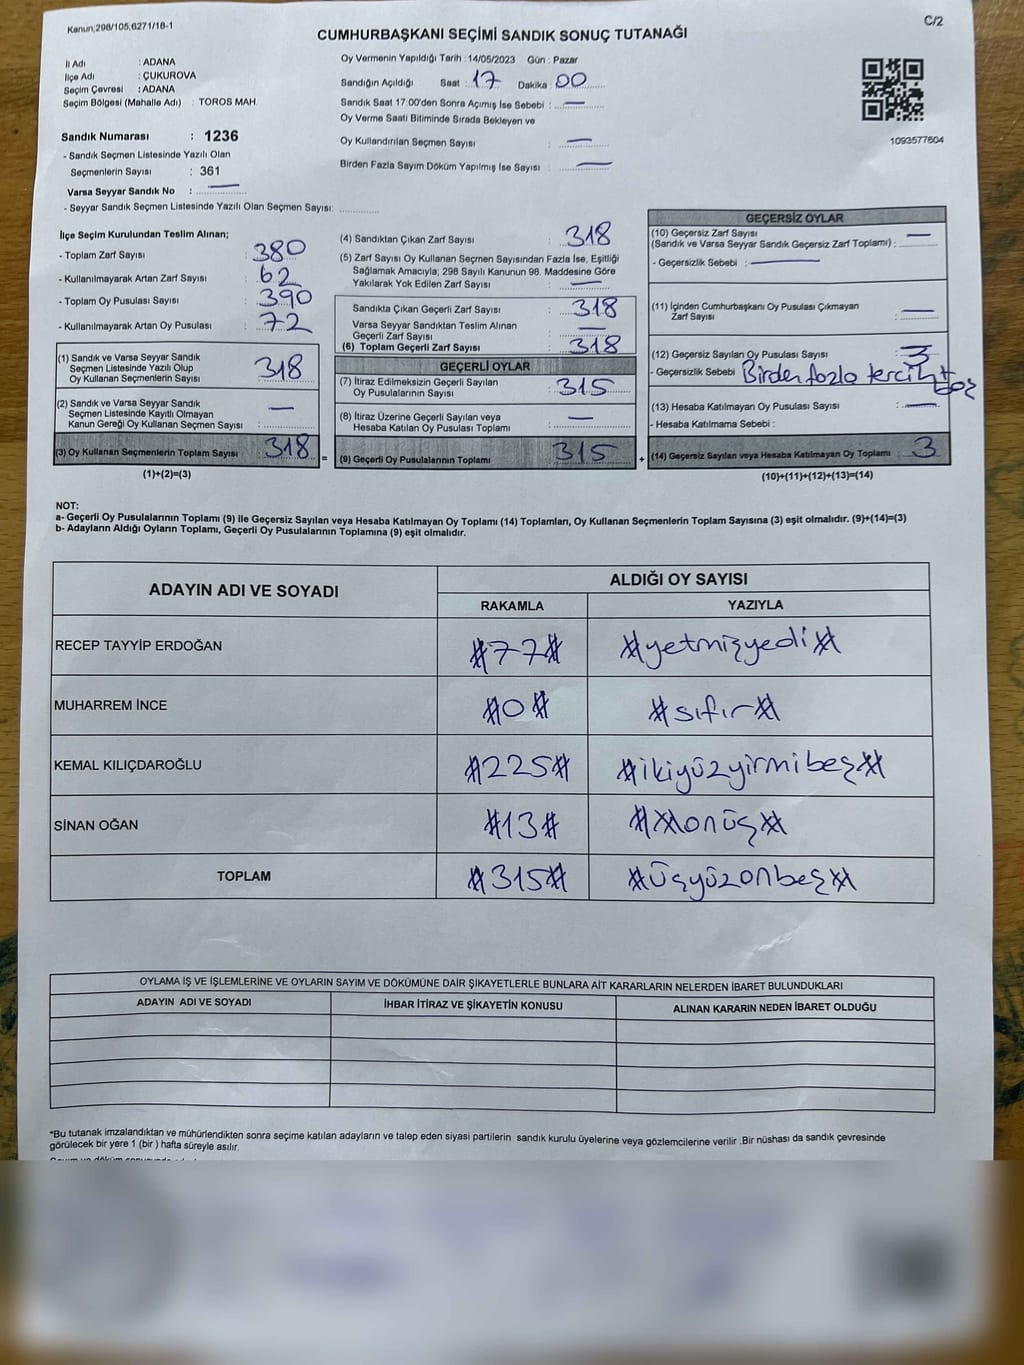 Kanun:298/105,6271/18-1
C/2
CUMHURBAŞKANI SEÇİMİ SANDIK SONUÇ TUTANAĞI
İl Adı : ADANA
İlçe Adı : ÇUKUROVA
Seçim Çevresi : ADANA
Seçim Bölgesi (Mahalle Adı) : TOROS MAH.
Sandık Numarası : 1236
- Sandık Seçmen Listesinde Yazılı Olan
Seçmenlerin Sayısı : 361
Varsa Seyyar Sandık No : —
- Seyyar Sandık Seçmen Listesinde Yazılı Olan Seçmen Sayısı: ............
Oy Vermenin Yapıldığı Tarih : 14/05/2023 Gün : Pazar
Sandığın Açıldığı Saat : 17 Dakika : 00
Sandık Saat 17:00'den Sonra Açımış İse Sebebi : —
Oy Verme Saati Bitiminde Sırada Bekleyen ve
Oy Kullandırılan Seçmen Sayısı : —
Birden Fazla Sayım Döküm Yapılmış İse Sayısı : —
1093577604
İlçe Seçim Kurulundan Teslim Alınan;
- Toplam Zarf Sayısı : 380
- Kullanılmayarak Artan Zarf Sayısı : 62
- Toplam Oy Pusulası Sayısı : 390
- Kullanılmayarak Artan Oy Pusulası : 72
(1) Sandık ve Varsa Seyyar Sandık
Seçmen Listesinde Yazılı Olup
Oy Kullanan Seçmenlerin Sayısı : 318
(2) Sandık ve Varsa Seyyar Sandık
Seçmen Listesinde Kayıtlı Olmayan
Kanun Gereği Oy Kullanan Seçmen Sayısı : —
(3) Oy Kullanan Seçmenlerin Toplam Sayısı : 318
(1)+(2)=(3)
(4) Sandıktan Çıkan Zarf Sayısı : 318
(5) Zarf Sayısı Oy Kullanan Seçmen Sayısından Fazla İse, Eşitliği
Sağlamak Amacıyla; 298 Sayılı Kanunun 98. Maddesine Göre
Yakılarak Yok Edilen Zarf Sayısı : —
Sandıkta Çıkan Geçerli Zarf Sayısı : 318
Varsa Seyyar Sandıktan Teslim Alınan
Geçerli Zarf Sayısı : —
(6) Toplam Geçerli Zarf Sayısı : 318
GEÇERLİ OYLAR
(7) İtiraz Edilmeksizin Geçerli Sayılan
Oy Pusulalarının Sayısı : 315
(8) İtiraz Üzerine Geçerli Sayılan veya
Hesaba Katılan Oy Pusulası Toplamı : —
= (9) Geçerli Oy Pusulalarının Toplamı : 315
GEÇERSİZ OYLAR
(10) Geçersiz Zarf Sayısı
(Sandık ve Varsa Seyyar Sandık Geçersiz Zarf Toplamı) : —
- Geçersizlik Sebebi : —
(11) İçinden Cumhurbaşkanı Oy Pusulası Çıkmayan
Zarf Sayısı : —
(12) Geçersiz Sayılan Oy Pusulası Sayısı : 3
- Geçersizlik Sebebi Birden fazla tercih + boş
(13) Hesaba Katılmayan Oy Pusulası Sayısı : —
- Hesaba Katılmama Sebebi :
+ (14) Geçersiz Sayılan veya Hesaba Katılmayan Oy Toplamı : 3
(10)+(11)+(12)+(13)=(14)
NOT:
a- Geçerli Oy Pusulalarının Toplamı (9) ile Geçersiz Sayılan veya Hesaba Katılmayan Oy Toplamı (14) Toplamları, Oy Kullanan Seçmenlerin Toplam Sayısına (3) eşit olmalıdır. (9)+(14)=(3)
b- Adayların Aldığı Oyların Toplamı, Geçerli Oy Pusulalarının Toplamına (9) eşit olmalıdır.
ADAYIN ADI VE SOYADI ALDIĞI OY SAYISI
RAKAMLA YAZIYLA
RECEP TAYYİP ERDOĞAN #77# #yetmişyedi#
MUHARREM İNCE #0# #sıfır#
KEMAL KILIÇDAROĞLU #225# #ikiyüzyirmibeş#
SİNAN OĞAN #13# ##onüç#
TOPLAM #315# #üçyüzonbeş#
OYLAMA İŞ VE İŞLEMLERİNE VE OYLARIN SAYIM VE DÖKÜMÜNE DAİR ŞİKAYETLERLE BUNLARA AİT KARARLARIN NELERDEN İBARET BULUNDUKLARI
ADAYIN ADI VE SOYADI İHBAR İTİRAZ VE ŞİKAYETİN KONUSU ALINAN KARARIN NEDEN İBARET OLDUĞU
*Bu tutanak imzalandıktan ve mühürlendikten sonra seçime katılan adayların ve talep eden siyasi partilerin sandık kurulu üyelerine veya gözlemcilerine verilir .Bir nüshası da sandık çevresinde
görülecek bir yere 1 (bir ) hafta süreyle asılır.